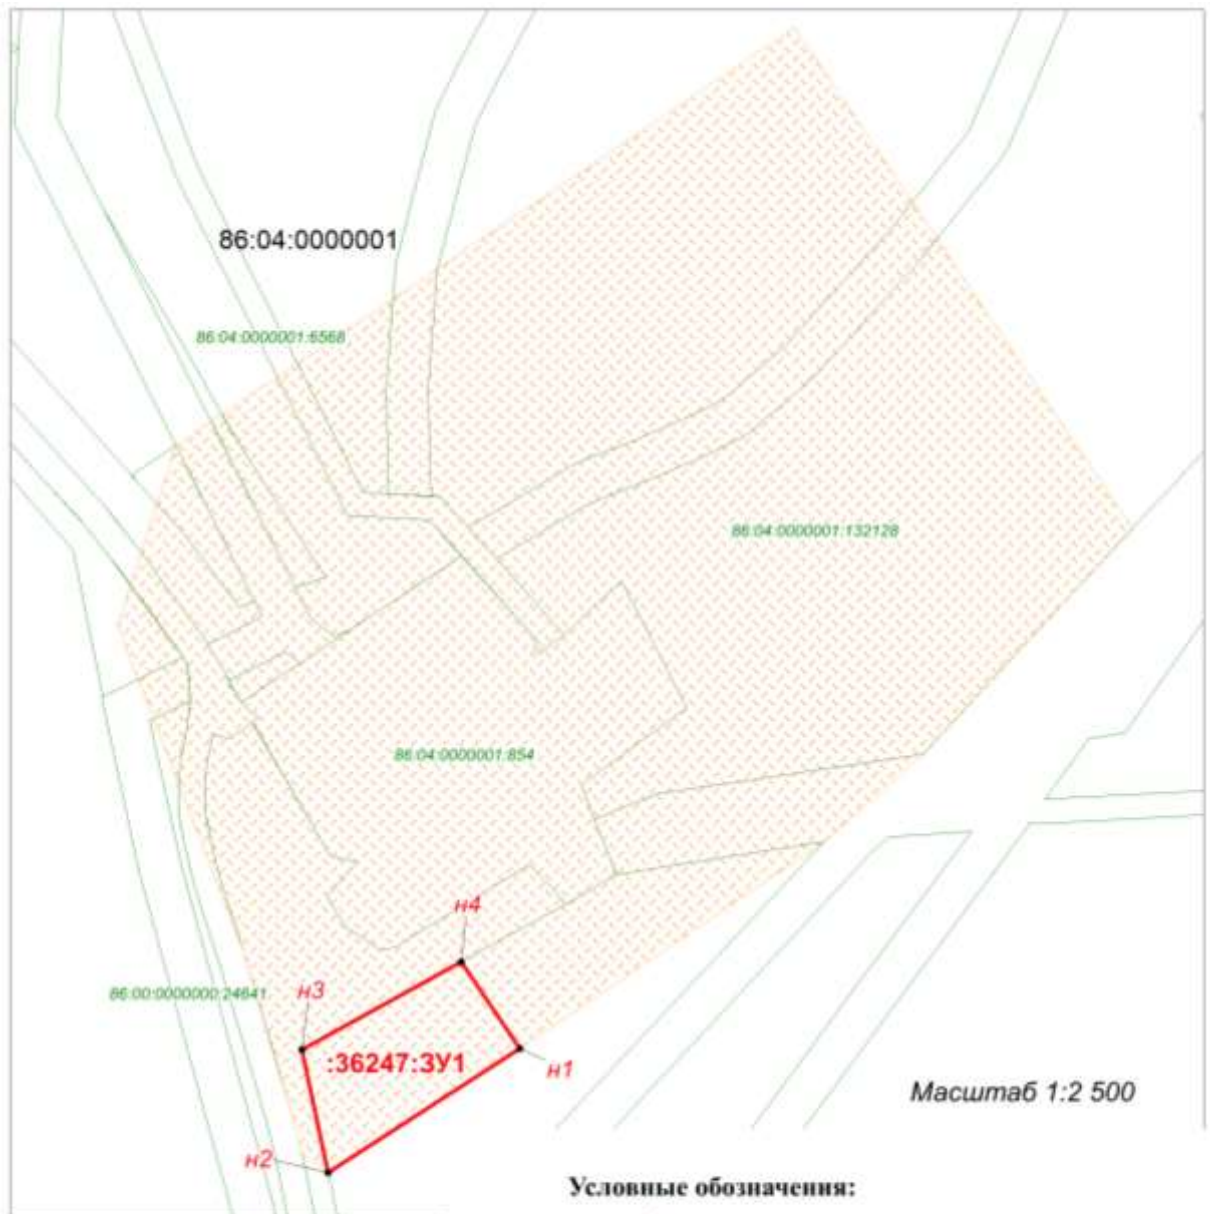 86:04:0000001
86:04:0000001:6568
86:04:0000001:132128
86:04:0000001:854
н4
86:00:0000000:24641
н3
:36247:ЗУ1
н1
Масштаб 1:2 500
н2
Условные обозначения: